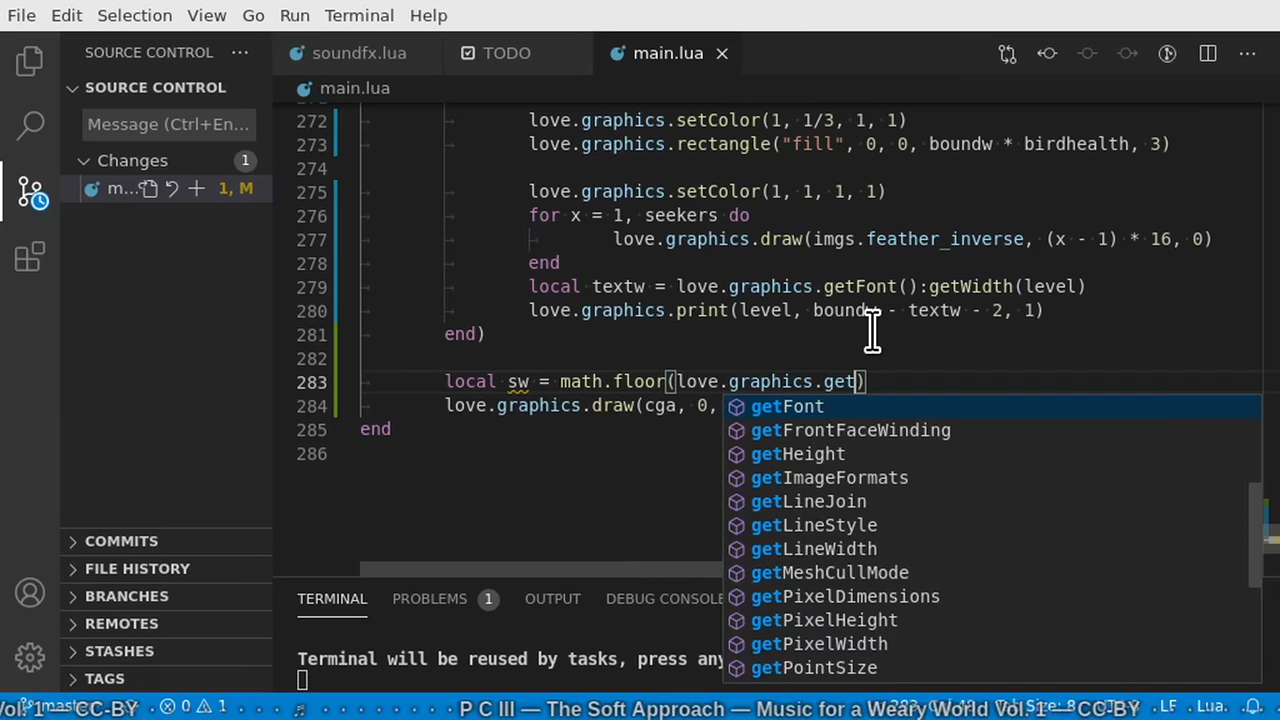 File Edit Selection View Go Run Terminal Help
SOURCE CONTROL ···
soundfx.lua TODO main.lua
SOURCE CONTROL
main.lua
Message (Ctrl+En...
Changes 1
m... 1, M
272 love.graphics.setColor(1, 1/3, 1, 1)
273 love.graphics.rectangle("fill", 0, 0, boundw * birdhealth, 3)
274
275 love.graphics.setColor(1, 1, 1, 1)
276 for x = 1, seekers do
277 love.graphics.draw(imgs.feather_inverse, (x - 1) * 16, 0)
278 end
279 local textw = love.graphics.getFont():getWidth(level)
280 love.graphics.print(level, boundw - textw - 2, 1)
281 end)
282
283 local sw = math.floor(love.graphics.get)
284 love.graphics.draw(cga, 0,
285 end
286
getFont
getFrontFaceWinding
getHeight
getImageFormats
getLineJoin
getLineStyle
getLineWidth
getMeshCullMode
getPixelDimensions
getPixelHeight
getPixelWidth
getPointSize
COMMITS
FILE HISTORY
BRANCHES
REMOTES
STASHES
TAGS
TERMINAL PROBLEMS 1 OUTPUT DEBUG CONSOLE
Terminal will be reused by tasks, press any
0 1 LF Lua
Vol. 1 — CC-BY ♬ P C III — The Soft Approach — Music for a Weary World Vol. 1 — CC-BY